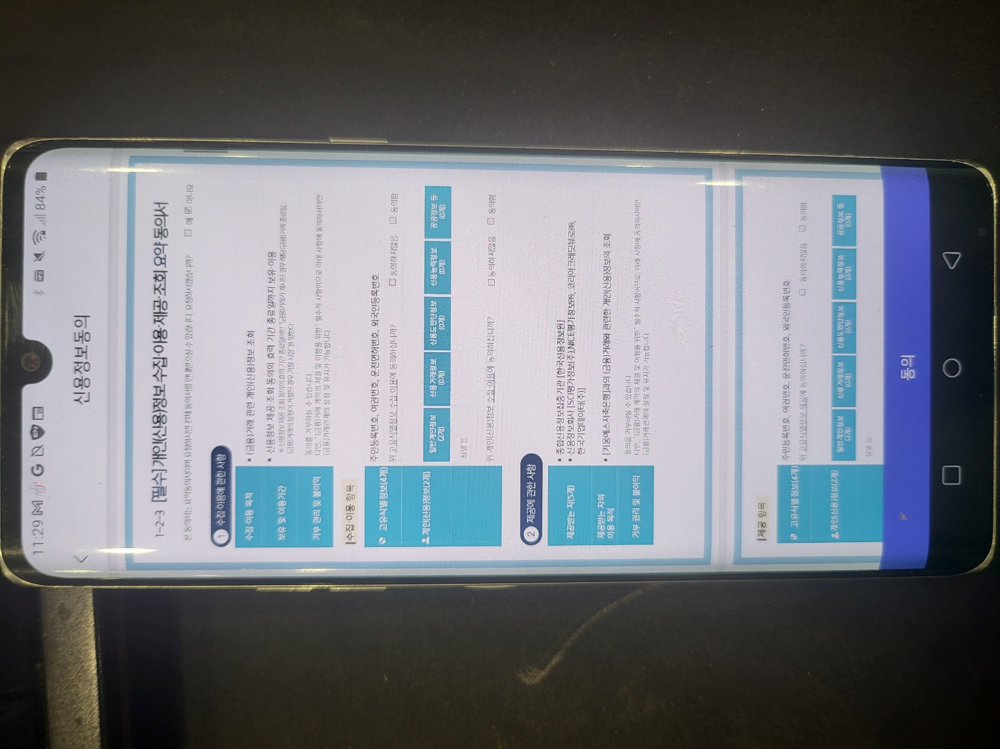 11:29
84%
신용정보동의
1-2-3 [필수] 개인(신용)정보 수집·이용·제공·조회 요약 동의서
본 동의서는 요약동의서이며 요청하시면 전체 동의서를 안내받으실 수 있습니다. 요청하시겠습니까? □ 예 ☑ 아니요
1 수집·이용에 관한 사항
수집·이용 목적
▪ (금융)거래 관련 개인(신용)정보 조회
보유 및 이용기간
▪ 신용정보 제공·조회 동의의 효력 기간 종료일까지 보유·이용
※ 신용정보 제공·조회 동의의 효력 기간 종료일이란 "(금융)거래가 개시된 경우 해당(금융)거래 종료일,
(금융)거래의 설정이 거절된 경우 거절 시점"을 말한다.
거부 권리 및 불이익
동의를 거부하실 수 있습니다.
다만, "(금융)거래 계약의 체결 및 이행을 위한" 필수적 사항이므로 아래 사항에 동의하셔야만
(금융)거래관계의 설정 및 유지가 가능합니다.
수집·이용 항목
고유식별정보(4개)
주민등록번호, 여권번호, 운전면허번호, 외국인등록번호
위 고유식별정보 수집·이용에 동의하십니까? □ 동의하지않음 □ 동의함
개인(신용)정보(2개)
일반개인정보 (2개) 신용거래정보 (0개) 신용도판단정보 (0개) 신용능력정보 (0개) 공공정보 등 (0개)
성명 등
위 개인(신용)정보 수집·이용에 동의하십니까? □ 동의하지않음 □ 동의함
2 제공에 관한 사항
제공받는 자(5개)
▪ 종합신용정보집중기관 [한국신용정보원]
▪ 신용정보회사 [SCI평가정보(주),NICE평가정보㈜, 코리아크레딧뷰로㈜,
한국기업데이터(주)]
제공받는 자의
이용 목적
▪ [키움예스저축은행]과의 (금융)거래와 관련한 개인(신용)정보의 조회
거부 권리 및 불이익
동의를 거부하실 수 있습니다.
다만, "(금융)거래 계약의 체결 및 이행을 위한" 필수적 사항이므로, 아래 사항에 동의하셔야만
(금융)거래관계의 설정 및 유지가 가능합니다.
제공 항목
고유식별정보(4개)
주민등록번호, 여권번호, 운전면허번호, 외국인등록번호
위 고유식별정보 제공에 동의하십니까? □ 동의하지않음 □ 동의함
개인(신용)정보(2개)
일반개인정보 (2개) 신용거래정보 (0개) 신용도판단정보 (0개) 신용능력정보 (0개) 공공정보 등 (0개)
성명 등
동의